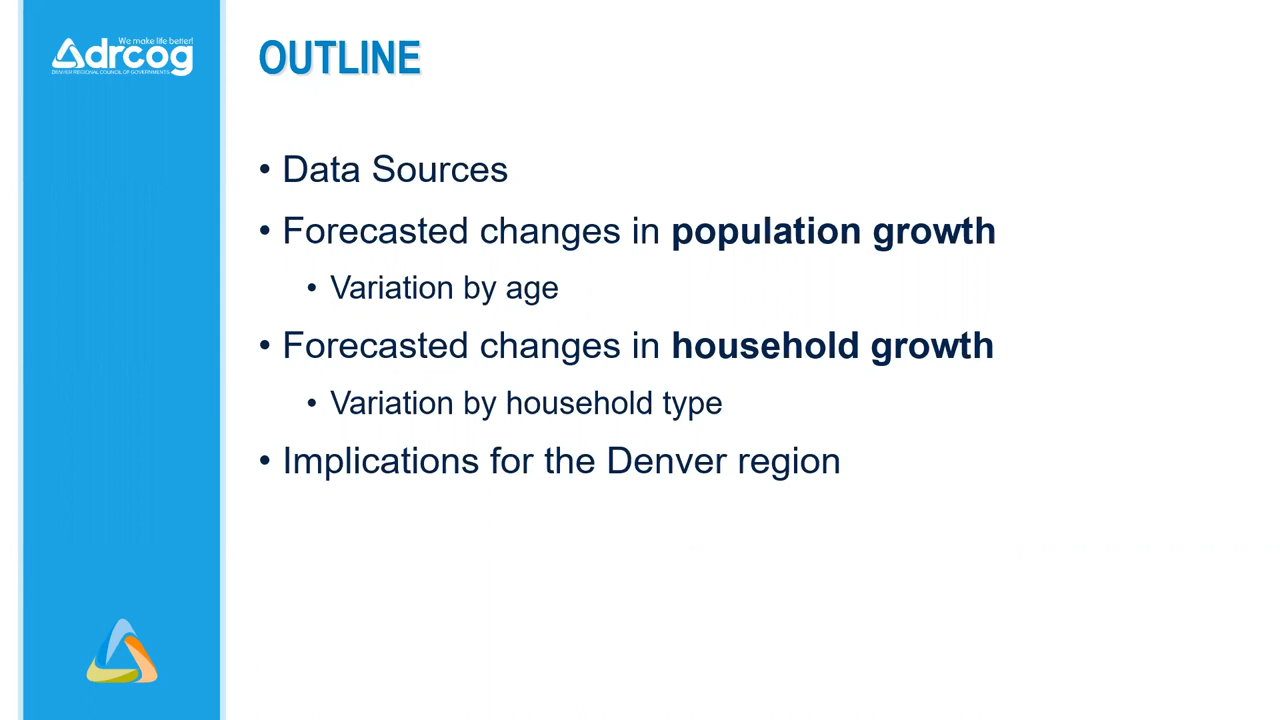 We make life better!
drcog
DENVER REGIONAL COUNCIL OF GOVERNMENTS
OUTLINE
• Data Sources
• Forecasted changes in population growth
• Variation by age
• Forecasted changes in household growth
• Variation by household type
• Implications for the Denver region